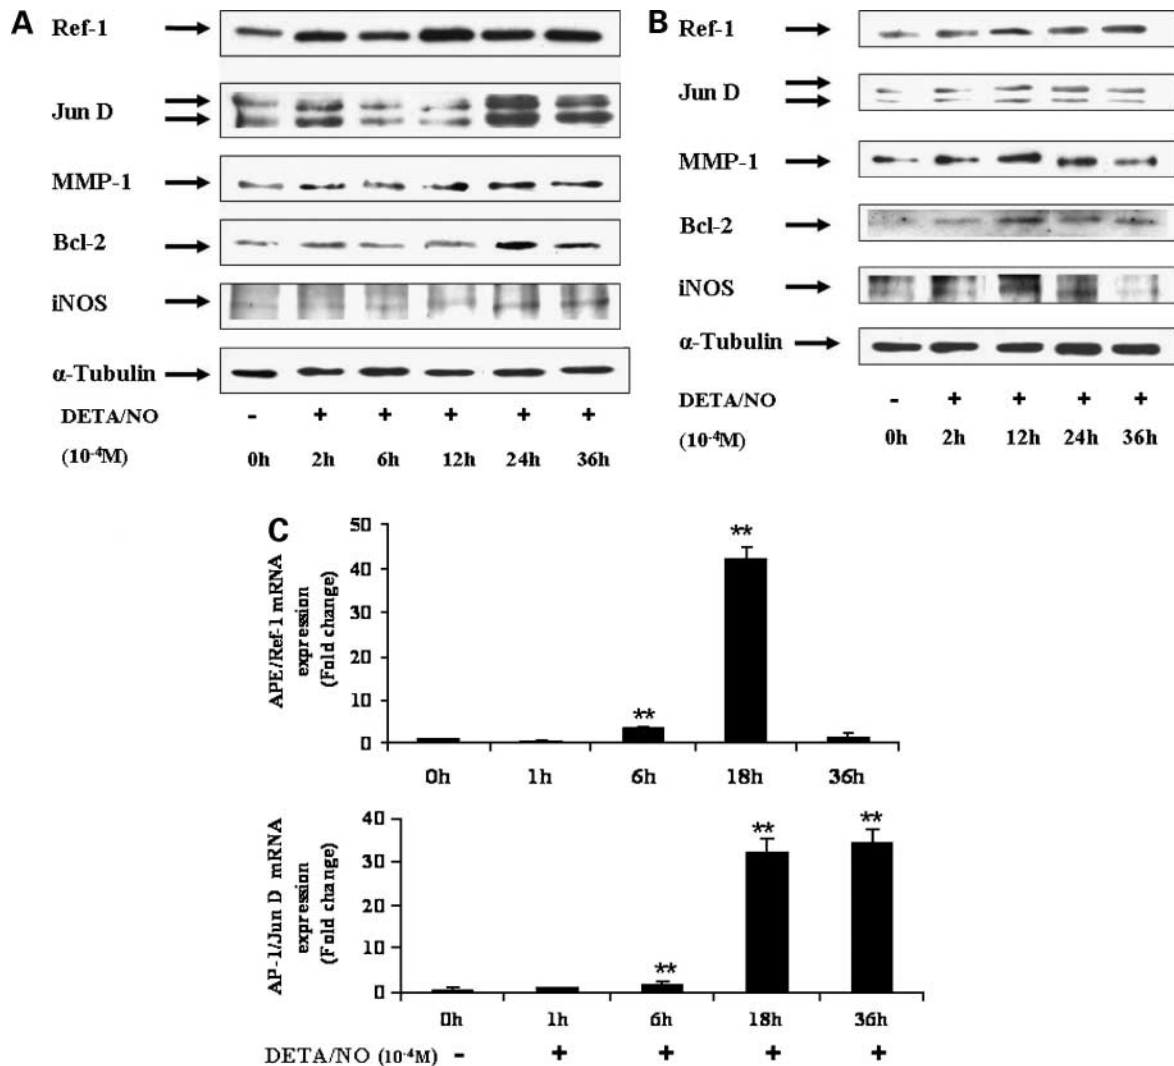 A
Ref-1
Jun D
MMP-1
Bcl-2
iNOS
α-Tubulin
DETA/NO - + + + + +
(10-4M) 0h 2h 6h 12h 24h 36h
B
Ref-1
Jun D
MMP-1
Bcl-2
iNOS
α-Tubulin
DETA/NO - + + + +
(10-4M) 0h 2h 12h 24h 36h
C
APE/Ref-1 mRNA
expression
(Fold change)
50
40
30
20
10
0
**
**
0h 1h 6h 18h 36h
AP-1/Jun D mRNA
expression
(Fold change)
40
30
20
10
0
**
**
**
0h 1h 6h 18h 36h
DETA/NO (10-4M) - + + + +